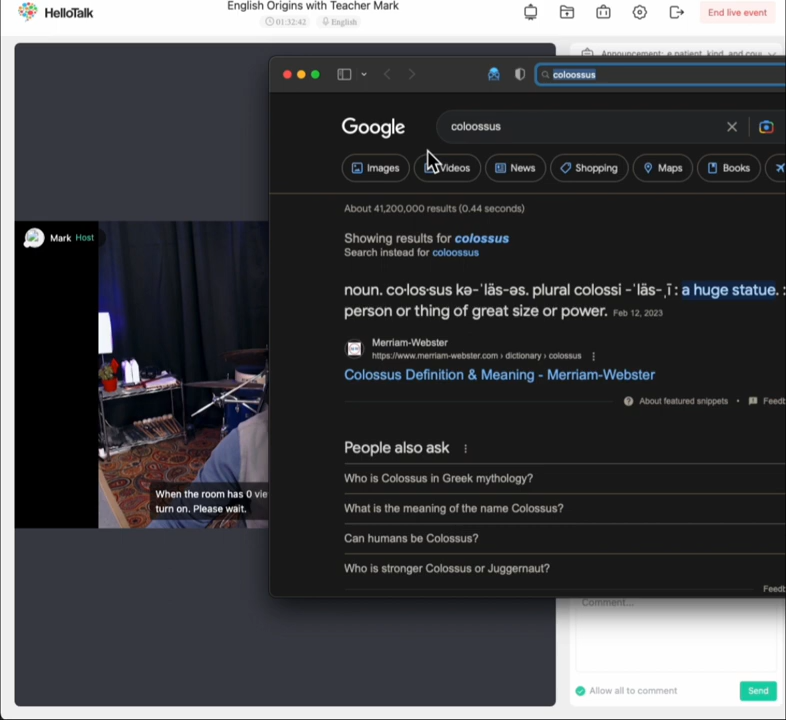 HelloTalk
English Origins with Teacher Mark
01:32:42 English
End live event
coloossus
Google
coloossus
Images
Videos
News
Shopping
Maps
Books
About 41,200,000 results (0.44 seconds)
Showing results for colossus
Search instead for coloossus
noun. co·​los·​sus kə-ˈläs-əs. plural colossi -ˈläs-ˌī : a huge statue. :
person or thing of great size or power. Feb 12, 2023
Merriam-Webster
https://www.merriam-webster.com › dictionary › colossus
Colossus Definition & Meaning - Merriam-Webster
About featured snippets • Feedb
People also ask
Who is Colossus in Greek mythology?
What is the meaning of the name Colossus?
Can humans be Colossus?
Who is stronger Colossus or Juggernaut?
Feedb
Mark Host
When the room has 0 vie
turn on. Please wait.
Comment...
Allow all to comment
Send